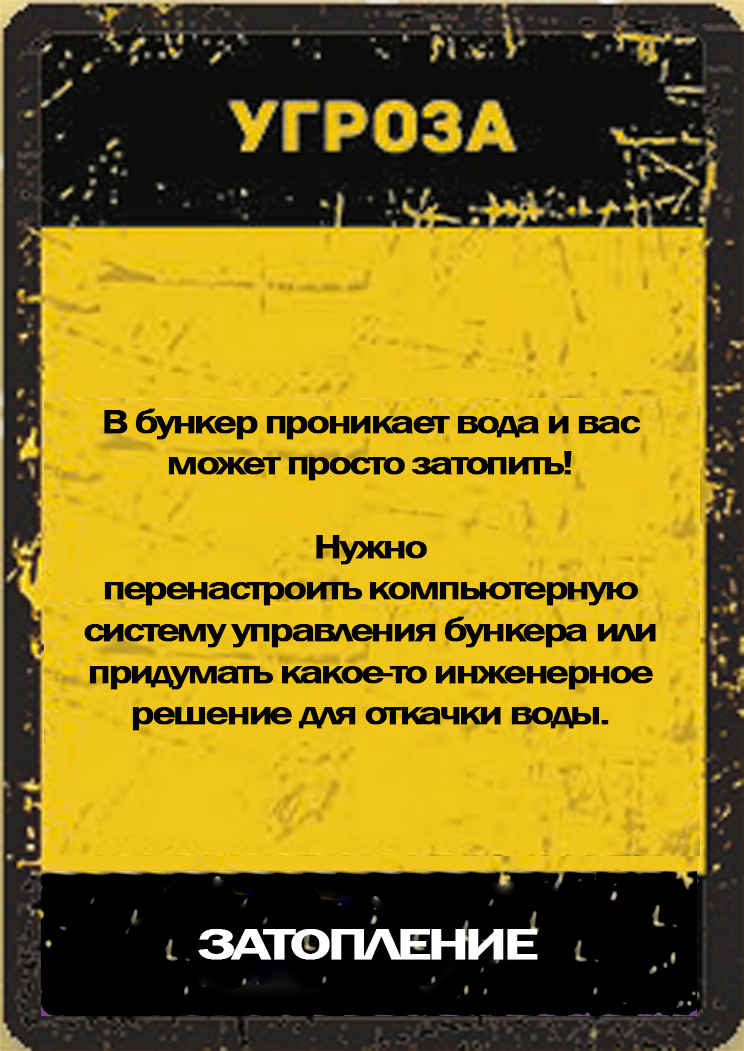 УГРОЗА
В бункер проникает вода и вас
может просто затопить!
Нужно
перенастроить компьютерную
систему управления бункера или
придумать какое-то инженерное
решение для откачки воды.
ЗАТОПЛЕНИЕ